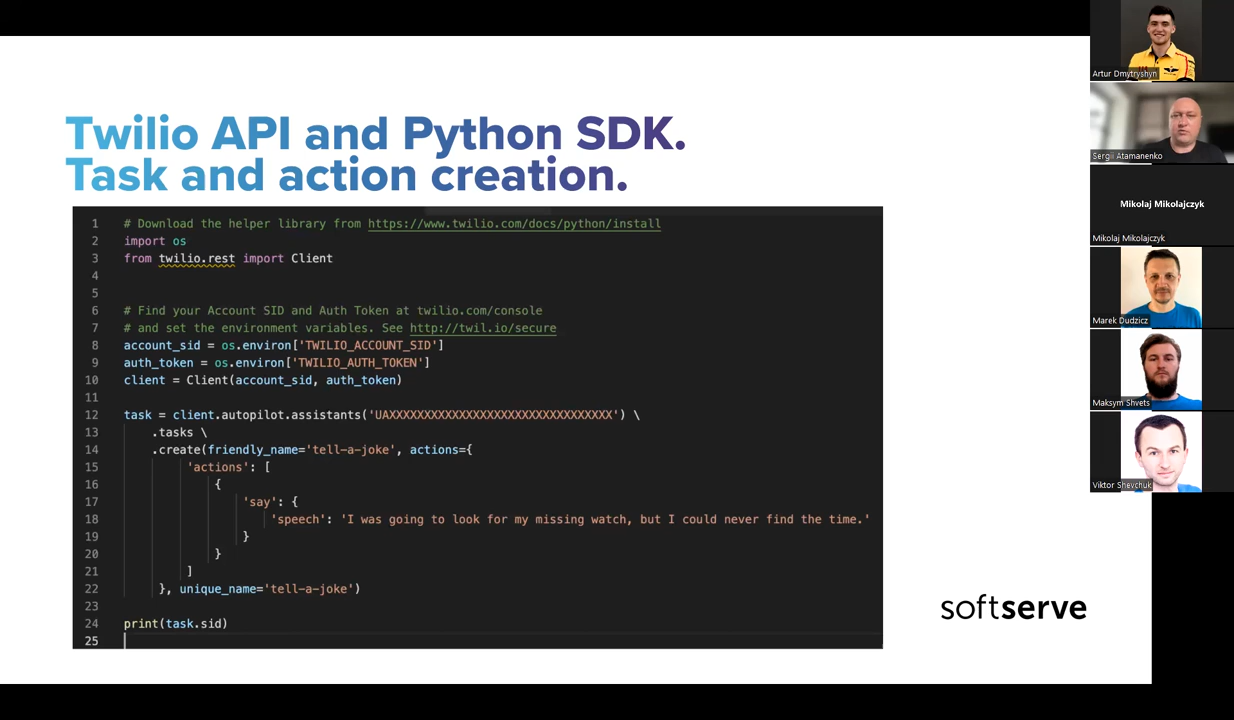 Twilio API and Python SDK.
Task and action creation.
1 # Download the helper library from https://www.twilio.com/docs/python/install
2 import os
3 from twilio.rest import Client
4
5
6 # Find your Account SID and Auth Token at twilio.com/console
7 # and set the environment variables. See http://twil.io/secure
8 account_sid = os.environ['TWILIO_ACCOUNT_SID']
9 auth_token = os.environ['TWILIO_AUTH_TOKEN']
10 client = Client(account_sid, auth_token)
11
12 task = client.autopilot.assistants('UAXXXXXXXXXXXXXXXXXXXXXXXXXXXXXXXX') \
13 .tasks \
14 .create(friendly_name='tell-a-joke', actions={
15 'actions': [
16 {
17 'say': {
18 'speech': 'I was going to look for my missing watch, but I could never find the time.'
19 }
20 }
21 ]
22 }, unique_name='tell-a-joke')
23
24 print(task.sid)
25
softserve
Artur Dmytryshyn
Sergii Atamanenko
Mikołaj Mikołajczyk
Mikołaj Mikołajczyk
Marek Dudzicz
Maksym Shvets
Viktor Shevchuk